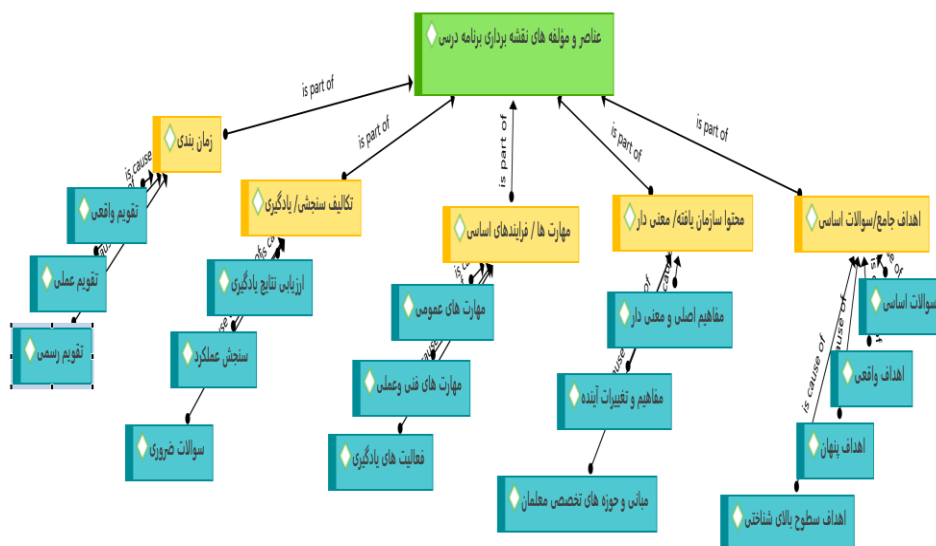 عناصر و مؤلفه های نقشه برداری برنامه درسی
is part of
is part of
is part of
is part of
is part of
زمان بندی
تکالیف سنجشی/ یادگیری
مهارت ها / فرایندهای اساسی
محتوا سازمان یافته/ معنی دار
اهداف جامع/سوالات اساسی
is cause
تقویم واقعی
تقویم عملی
تقویم رسمی
ارزیابی نتایج یادگیری
سنجش عملکرد
سوالات ضروری
مهارت های عمومی
مهارت های فنی وعملی
فعالیت های یادگیری
مفاهیم اصلی و معنی دار
مفاهیم و تغییرات آینده
مبانی و حوزه های تخصصی معلمان
سوالات اساسی
اهداف واقعی
اهداف پنهان
اهداف سطوح بالای شناختی
is cause of
cause of